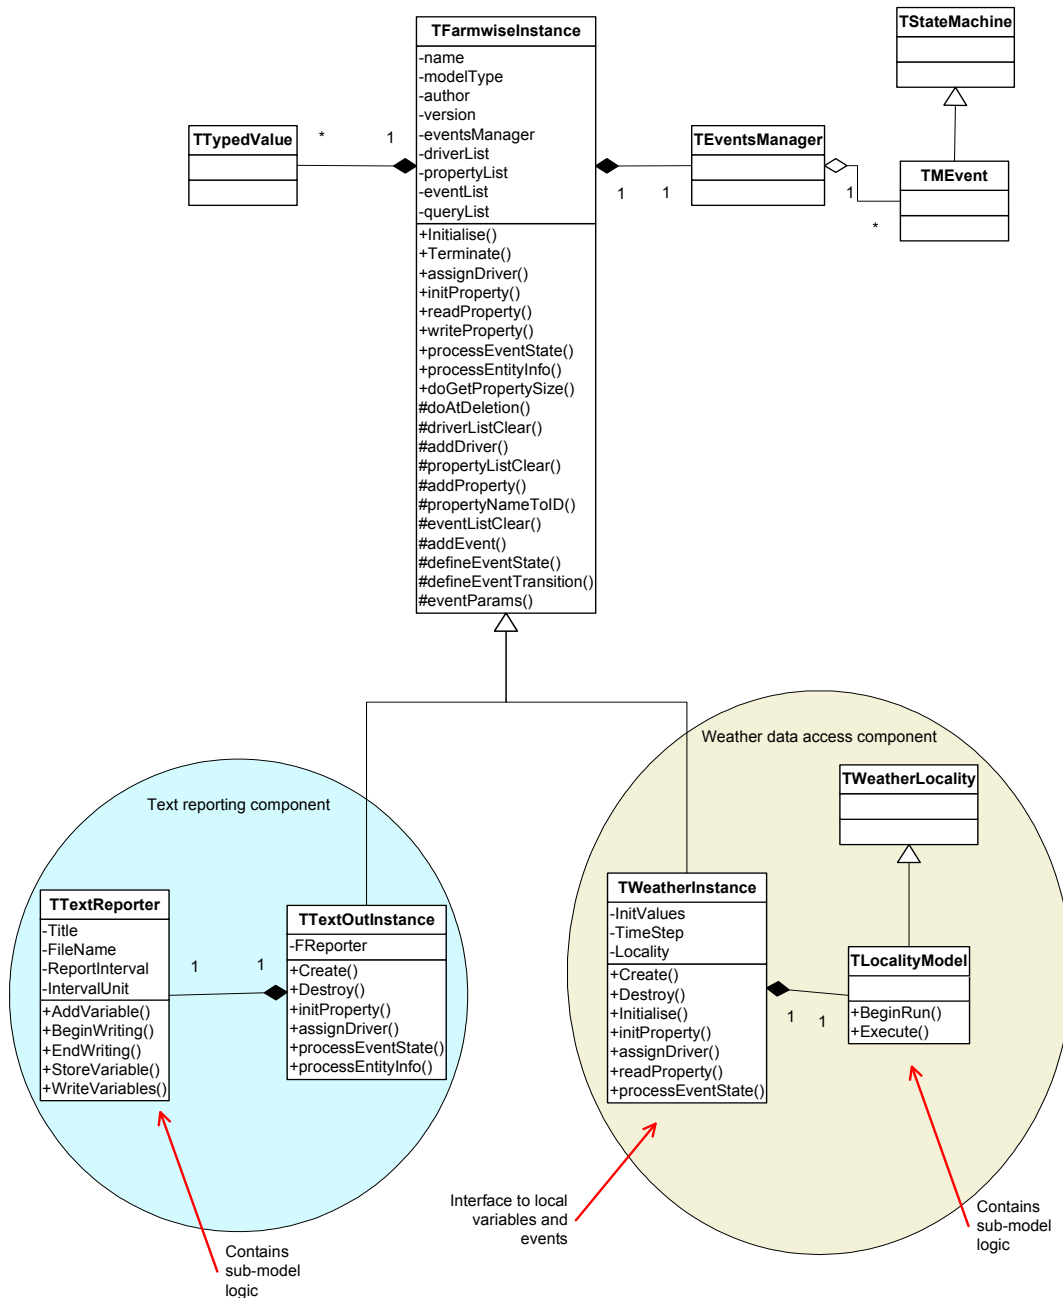 TFarmwiseInstance
-name
-modelType
-author
-version
-eventsManager
-driverList
-propertyList
-eventList
-queryList
+Initialise()
+Terminate()
+assignDriver()
+initProperty()
+readProperty()
+writeProperty()
+processEventState()
+processEntityInfo()
+doGetPropertySize()
#doAtDeletion()
#driverListClear()
#addDriver()
#propertyListClear()
#addProperty()
#propertyNameToID()
#eventListClear()
#addEvent()
#defineEventState()
#defineEventTransition()
#eventParams()
TTypedValue
*
1
TEventsManager
1
1
TStateMachine
TMEvent
1
*
Text reporting component
TTextReporter
-Title
-FileName
-ReportInterval
-IntervalUnit
+AddVariable()
+BeginWriting()
+EndWriting()
+StoreVariable()
+WriteVariables()
1
1
TTextOutInstance
-FReporter
+Create()
+Destroy()
+initProperty()
+assignDriver()
+processEventState()
+processEntityInfo()
Contains
sub-model
logic
Weather data access component
TWeatherLocality
TWeatherInstance
-InitValues
-TimeStep
-Locality
+Create()
+Destroy()
+Initialise()
+initProperty()
+assignDriver()
+readProperty()
+processEventState()
1
1
TLocalityModel
+BeginRun()
+Execute()
Interface to local
variables and
events
Contains
sub-model
logic